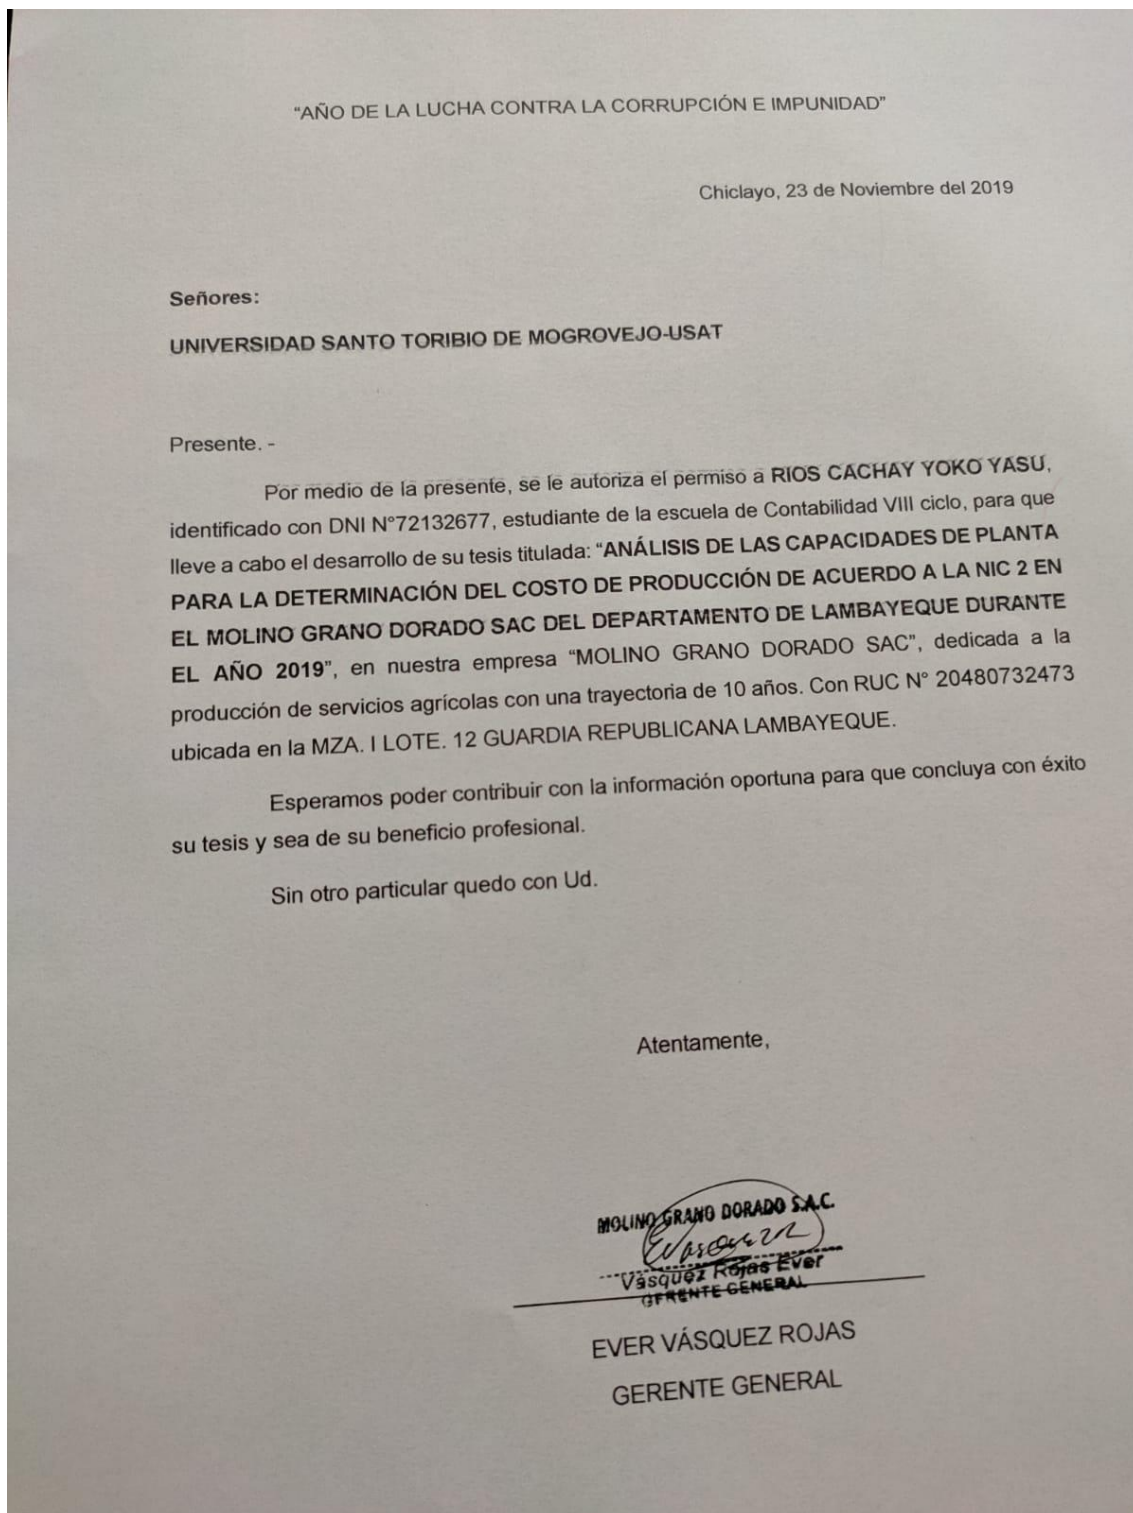 “AÑO DE LA LUCHA CONTRA LA CORRUPCIÓN E IMPUNIDAD”
Chiclayo, 23 de Noviembre del 2019
Señores:
UNIVERSIDAD SANTO TORIBIO DE MOGROVEJO-USAT
Presente. -
Por medio de la presente, se le autoriza el permiso a RIOS CACHAY YOKO YASU,
identificado con DNI N°72132677, estudiante de la escuela de Contabilidad VIII ciclo, para que
lleve a cabo el desarrollo de su tesis titulada: “ANÁLISIS DE LAS CAPACIDADES DE PLANTA
PARA LA DETERMINACIÓN DEL COSTO DE PRODUCCIÓN DE ACUERDO A LA NIC 2 EN
EL MOLINO GRANO DORADO SAC DEL DEPARTAMENTO DE LAMBAYEQUE DURANTE
EL AÑO 2019”, en nuestra empresa “MOLINO GRANO DORADO SAC”, dedicada a la
producción de servicios agrícolas con una trayectoria de 10 años. Con RUC N° 20480732473
ubicada en la MZA. I LOTE. 12 GUARDIA REPUBLICANA LAMBAYEQUE.
Esperamos poder contribuir con la información oportuna para que concluya con éxito
su tesis y sea de su beneficio profesional.
Sin otro particular quedo con Ud.
Atentamente,
MOLINO GRANO DORADO S.A.C.
EVasquez R
Vásquez Rojas Ever
GERENTE GENERAL
EVER VÁSQUEZ ROJAS
GERENTE GENERAL